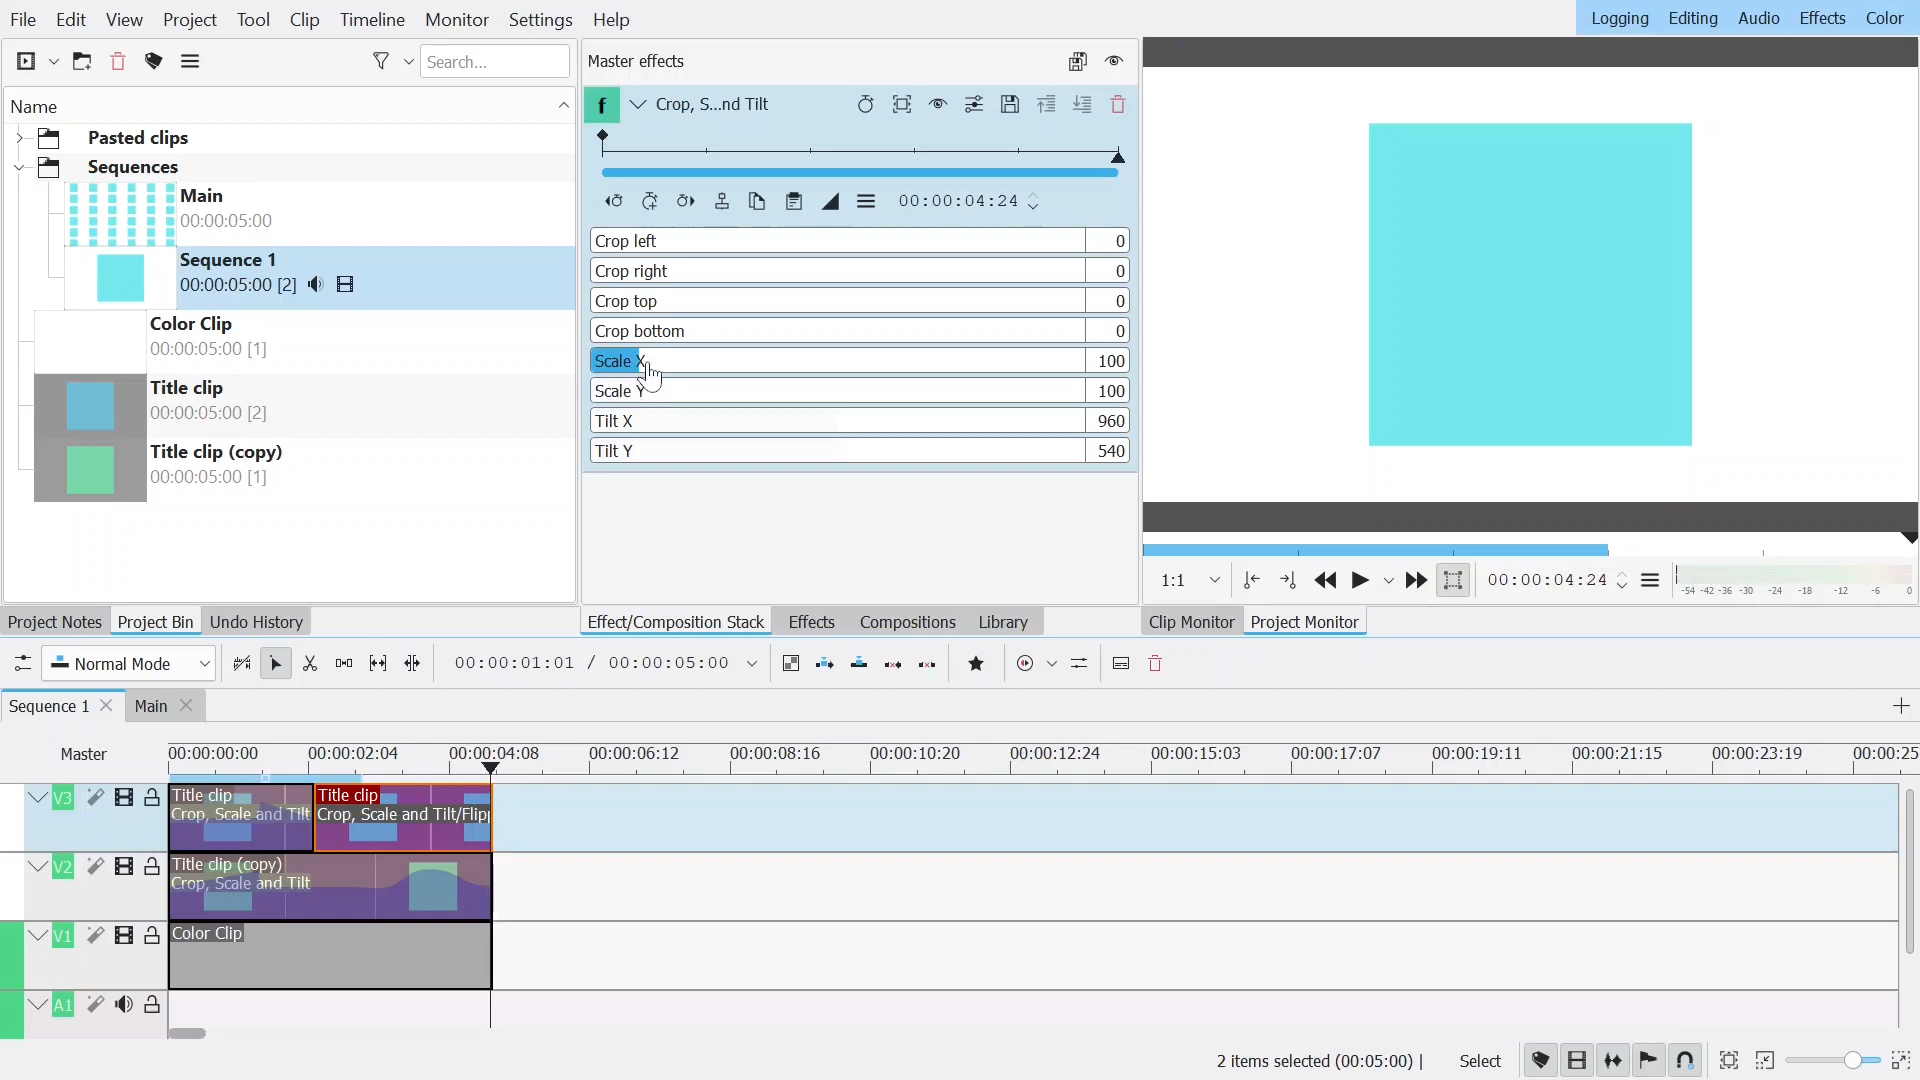 File Edit View Project Tool Clip Timeline Monitor Settings Help
Logging Editing Audio Effects Color
Search...
Name
Pasted clips
Sequences
Main
00:00:05:00
Sequence 1
00:00:05:00 [2]
Color Clip
00:00:05:00 [1]
Title clip
00:00:05:00 [2]
Title clip (copy)
00:00:05:00 [1]
Master effects
f Crop, S...nd Tilt
00:00:04:24
Crop left 0
Crop right 0
Crop top 0
Crop bottom 0
Scale X 100
Scale Y 100
Tilt X 960
Tilt Y 540
1:1 00:00:04:24
-54 -42 -36 -30 -24 -18 -12 -6 0
Project Notes Project Bin Undo History
Effect/Composition Stack Effects Compositions Library
Clip Monitor Project Monitor
Normal Mode 00:00:01:01 / 00:00:05:00
Sequence 1 Main
Master 00:00:00:00 00:00:02:04 00:00:04:08 00:00:06:12 00:00:08:16 00:00:10:20 00:00:12:24 00:00:15:03 00:00:17:07 00:00:19:11 00:00:21:15 00:00:23:19 00:00:25
V3 Title clip Title clip
Crop, Scale and Tilt Crop, Scale and Tilt/Flipp
V2 Title clip (copy)
Crop, Scale and Tilt
V1 Color Clip
A1
2 items selected (00:05:00) | Select